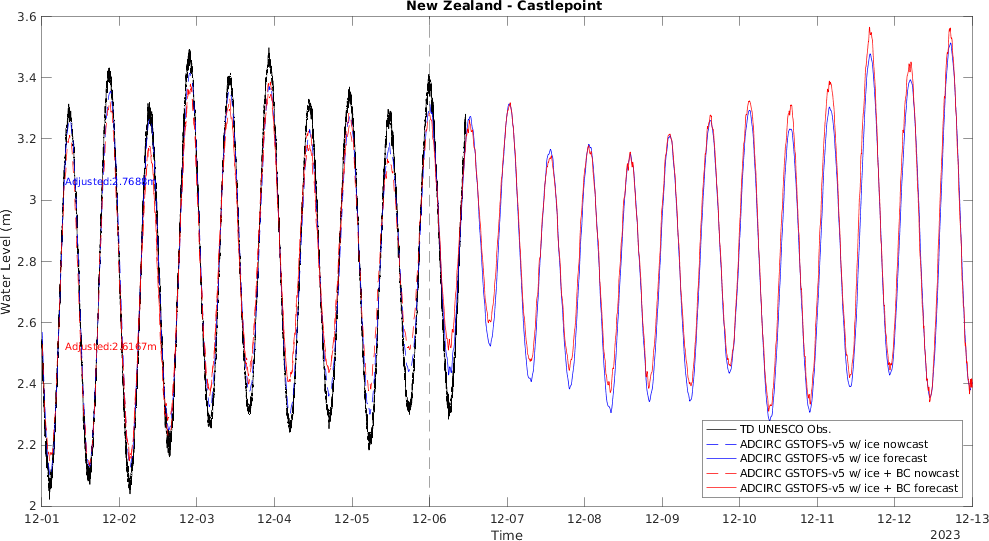 New Zealand - Castlepoint
3.6
3.4
3.2
3
2.8
2.6
2.4
2.2
2
Water Level (m)
Adjusted:2.7688m
Adjusted:2.6167m
TD UNESCO Obs.
ADCIRC GSTOFS-v5 w/ ice nowcast
ADCIRC GSTOFS-v5 w/ ice forecast
ADCIRC GSTOFS-v5 w/ ice + BC nowcast
ADCIRC GSTOFS-v5 w/ ice + BC forecast
12-01 12-02 12-03 12-04 12-05 12-06 12-07 12-08 12-09 12-10 12-11 12-12 12-13
Time
2023